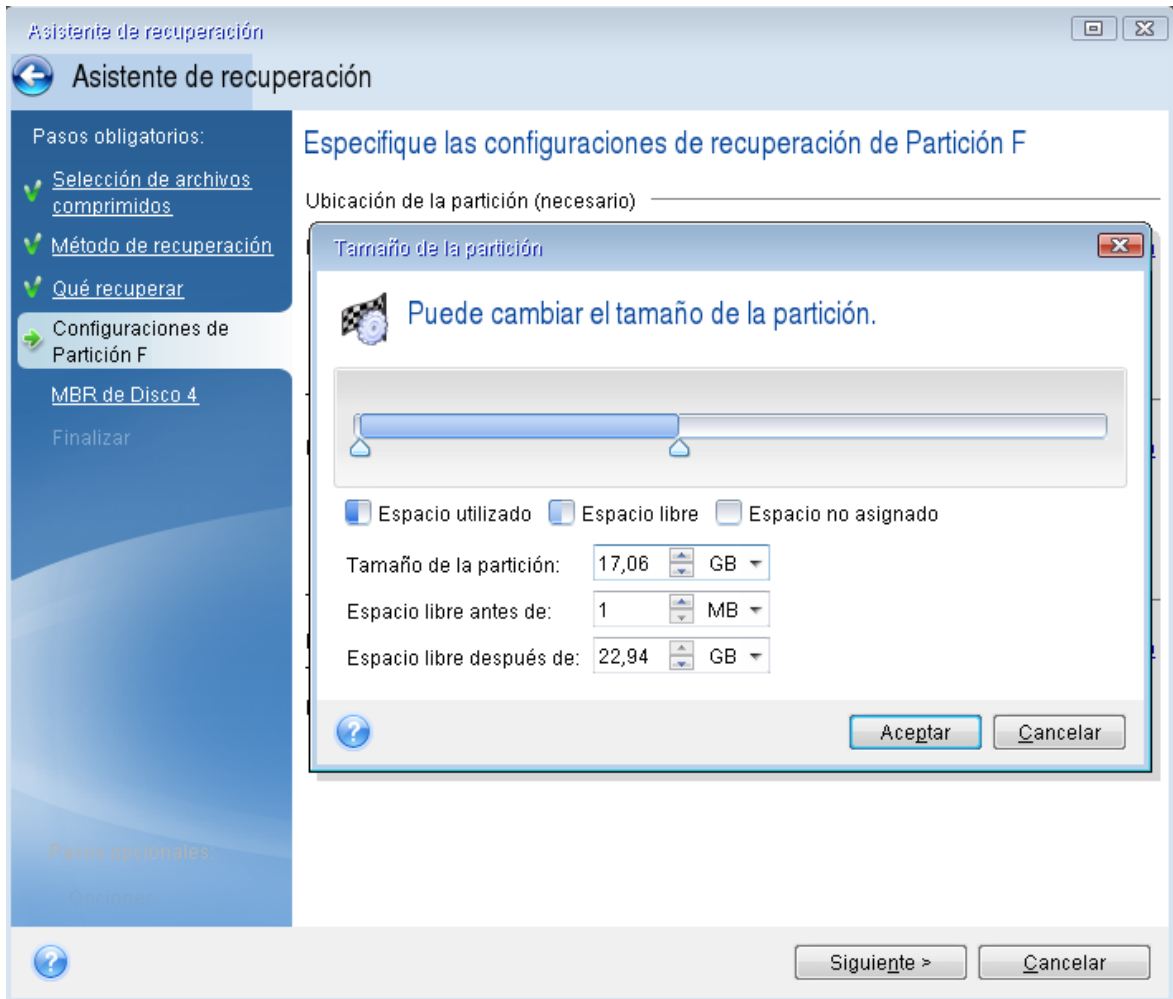 Asistente de recuperación
Asistente de recuperación
Pasos obligatorios:
Selección de archivos
comprimidos
Método de recuperación
Qué recuperar
Configuraciones de
Partición F
MBR de Disco 4
Finalizar
Pasos opcionales:
Opciones
Especifique las configuraciones de recuperación de Partición F
Ubicación de la partición (necesario)
Tamaño de la partición
Puede cambiar el tamaño de la partición.
Espacio utilizado Espacio libre Espacio no asignado
Tamaño de la partición: 17,06 GB
Espacio libre antes de: 1 MB
Espacio libre después de: 22,94 GB
Aceptar Cancelar
Siguiente > Cancelar